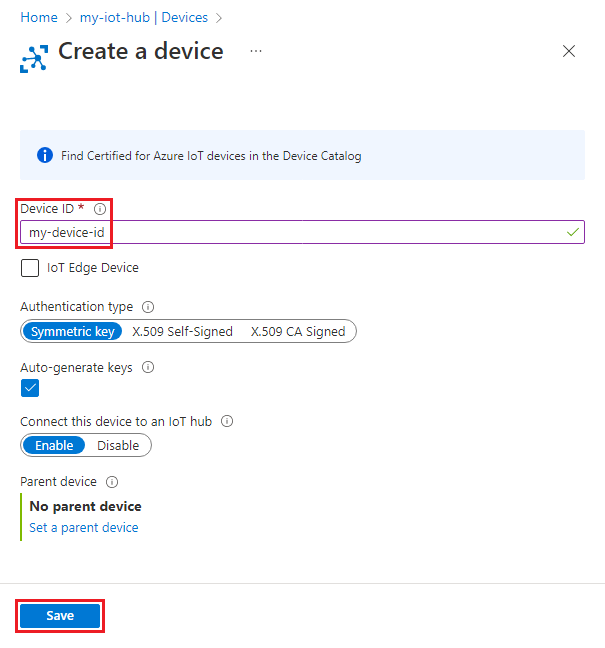 Home > my-iot-hub | Devices >
Create a device ...
Find Certified for Azure IoT devices in the Device Catalog
Device ID *
my-device-id
IoT Edge Device
Authentication type
Symmetric key X.509 Self-Signed X.509 CA Signed
Auto-generate keys
Connect this device to an IoT hub
Enable Disable
Parent device
No parent device
Set a parent device
Save